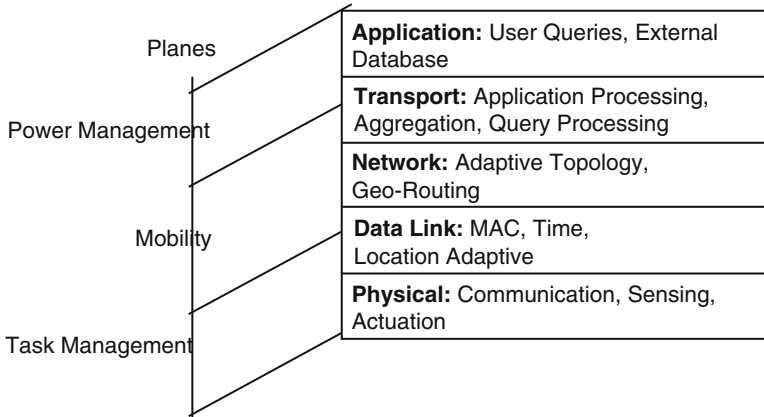 Planes
Power Management
Mobility
Task Management
Application: User Queries, External
Database
Transport: Application Processing,
Aggregation, Query Processing
Network: Adaptive Topology,
Geo-Routing
Data Link: MAC, Time,
Location Adaptive
Physical: Communication, Sensing,
Actuation